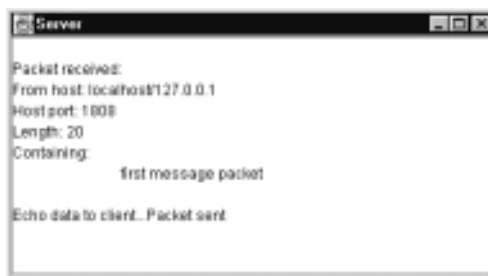 Server
Packet received:
From host: localhost/127.0.0.1
Host port: 1808
Length: 20
Containing:
first message packet
Echo data to client...Packet sent